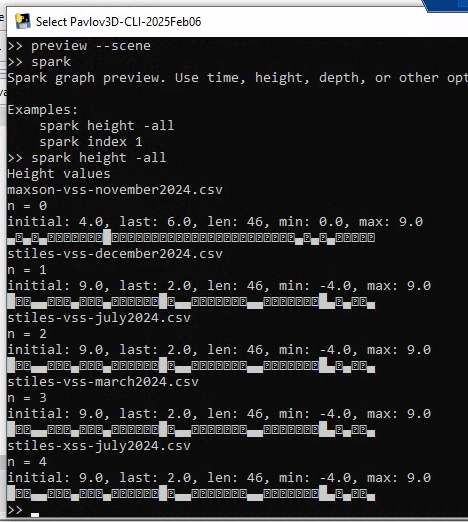 Select Pavlov3D-CLI-2025Feb06
>> preview --scene
>> spark
Spark graph preview. Use time, height, depth, or other opt
Examples:
spark height -all
spark index 1
>> spark height -all
Height values
maxson-vss-november2024.csv
n = 0
initial: 4.0, last: 6.0, len: 46, min: 0.0, max: 9.0
stiles-vss-december2024.csv
n = 1
initial: 9.0, last: 2.0, len: 46, min: -4.0, max: 9.0
stiles-vss-july2024.csv
n = 2
initial: 9.0, last: 2.0, len: 46, min: -4.0, max: 9.0
stiles-vss-march2024.csv
n = 3
initial: 9.0, last: 2.0, len: 46, min: -4.0, max: 9.0
stiles-xss-july2024.csv
n = 4
initial: 9.0, last: 2.0, len: 46, min: -4.0, max: 9.0
>>